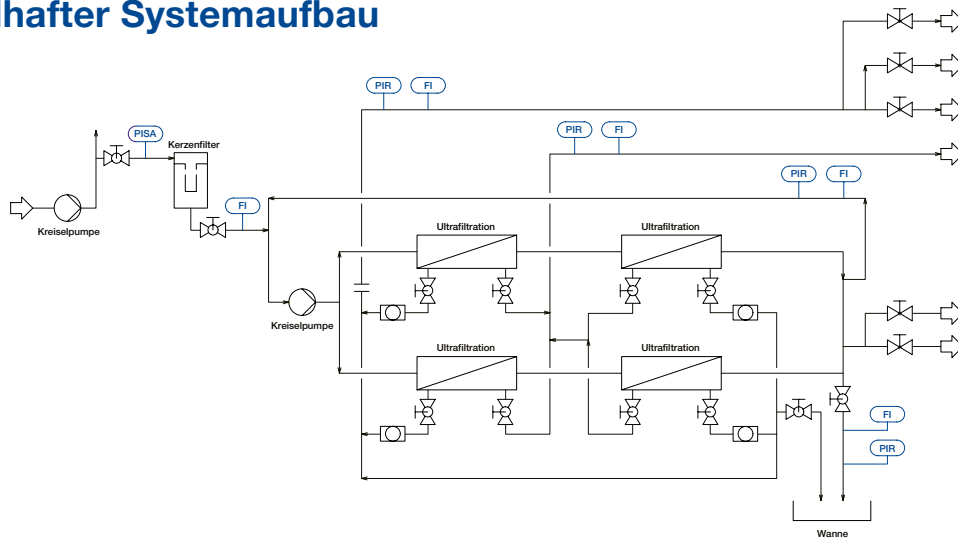 lhafter Systemaufbau
PIR
FI
PISA
Kerzenfilter
PIR
FI
PIR
FI
FI
Kreiselpumpe
Ultrafiltration
Ultrafiltration
Kreiselpumpe
Ultrafiltration
Ultrafiltration
FI
PIR
Wanne